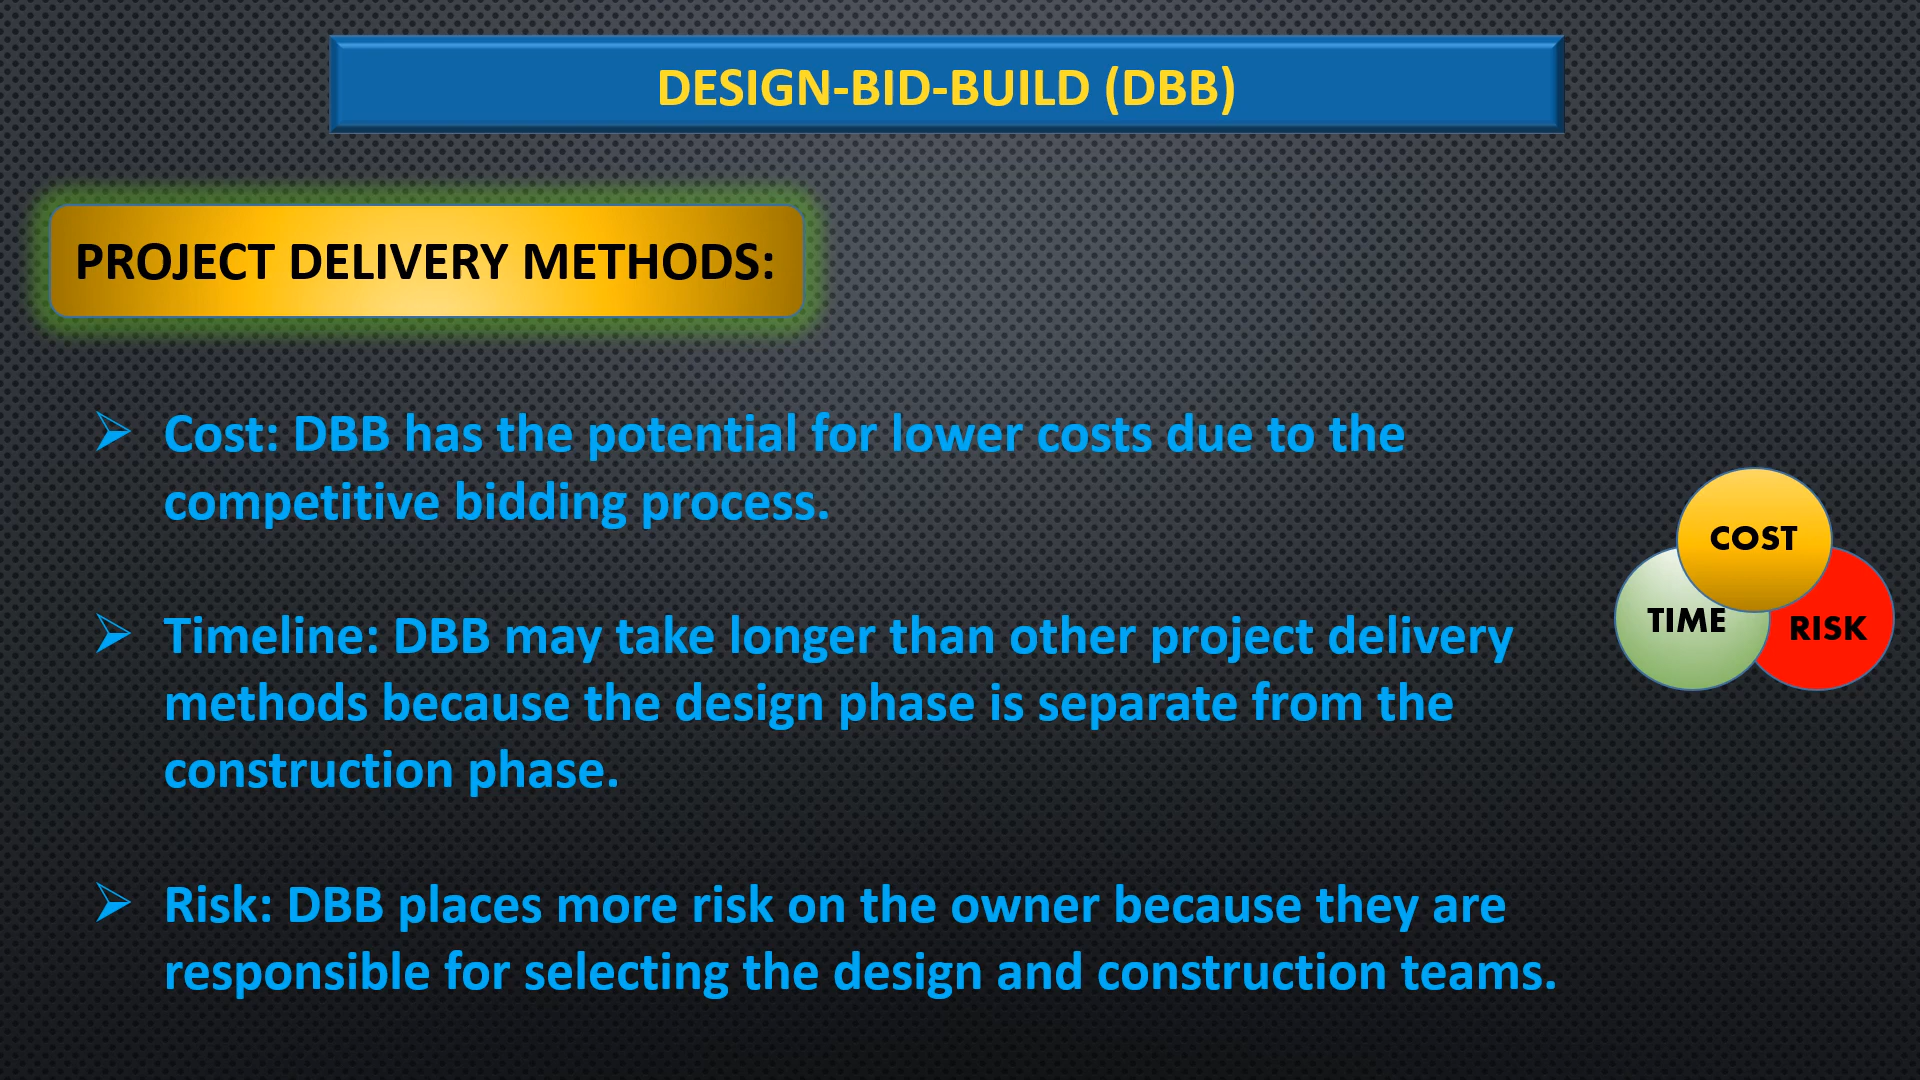 DESIGN-BID-BUILD (DBB)
PROJECT DELIVERY METHODS:
Cost: DBB has the potential for lower costs due to the
competitive bidding process.
Timeline: DBB may take longer than other project delivery
methods because the design phase is separate from the
construction phase.
Risk: DBB places more risk on the owner because they are
responsible for selecting the design and construction teams.
COST
TIME
RISK